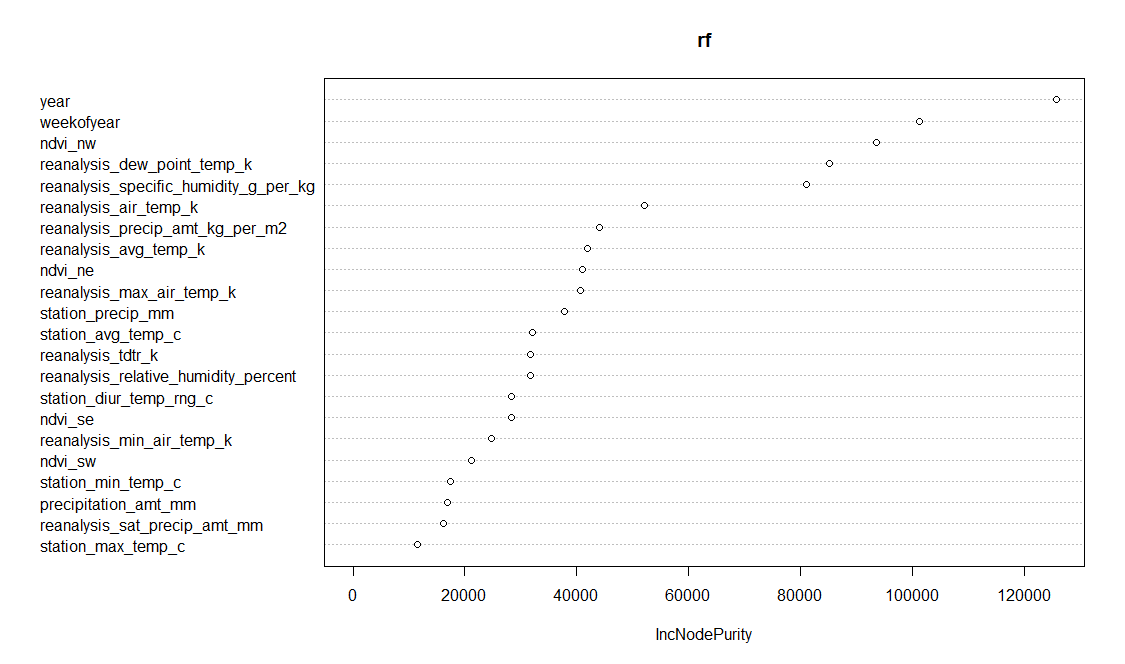 rf
year
weekofyear
ndvi_nw
reanalysis_dew_point_temp_k
reanalysis_specific_humidity_g_per_kg
reanalysis_air_temp_k
reanalysis_precip_amt_kg_per_m2
reanalysis_avg_temp_k
ndvi_ne
reanalysis_max_air_temp_k
station_precip_mm
station_avg_temp_c
reanalysis_tdtr_k
reanalysis_relative_humidity_percent
station_diur_temp_rng_c
ndvi_se
reanalysis_min_air_temp_k
ndvi_sw
station_min_temp_c
precipitation_amt_mm
reanalysis_sat_precip_amt_mm
station_max_temp_c
0 20000 40000 60000 80000 100000 120000
IncNodePurity